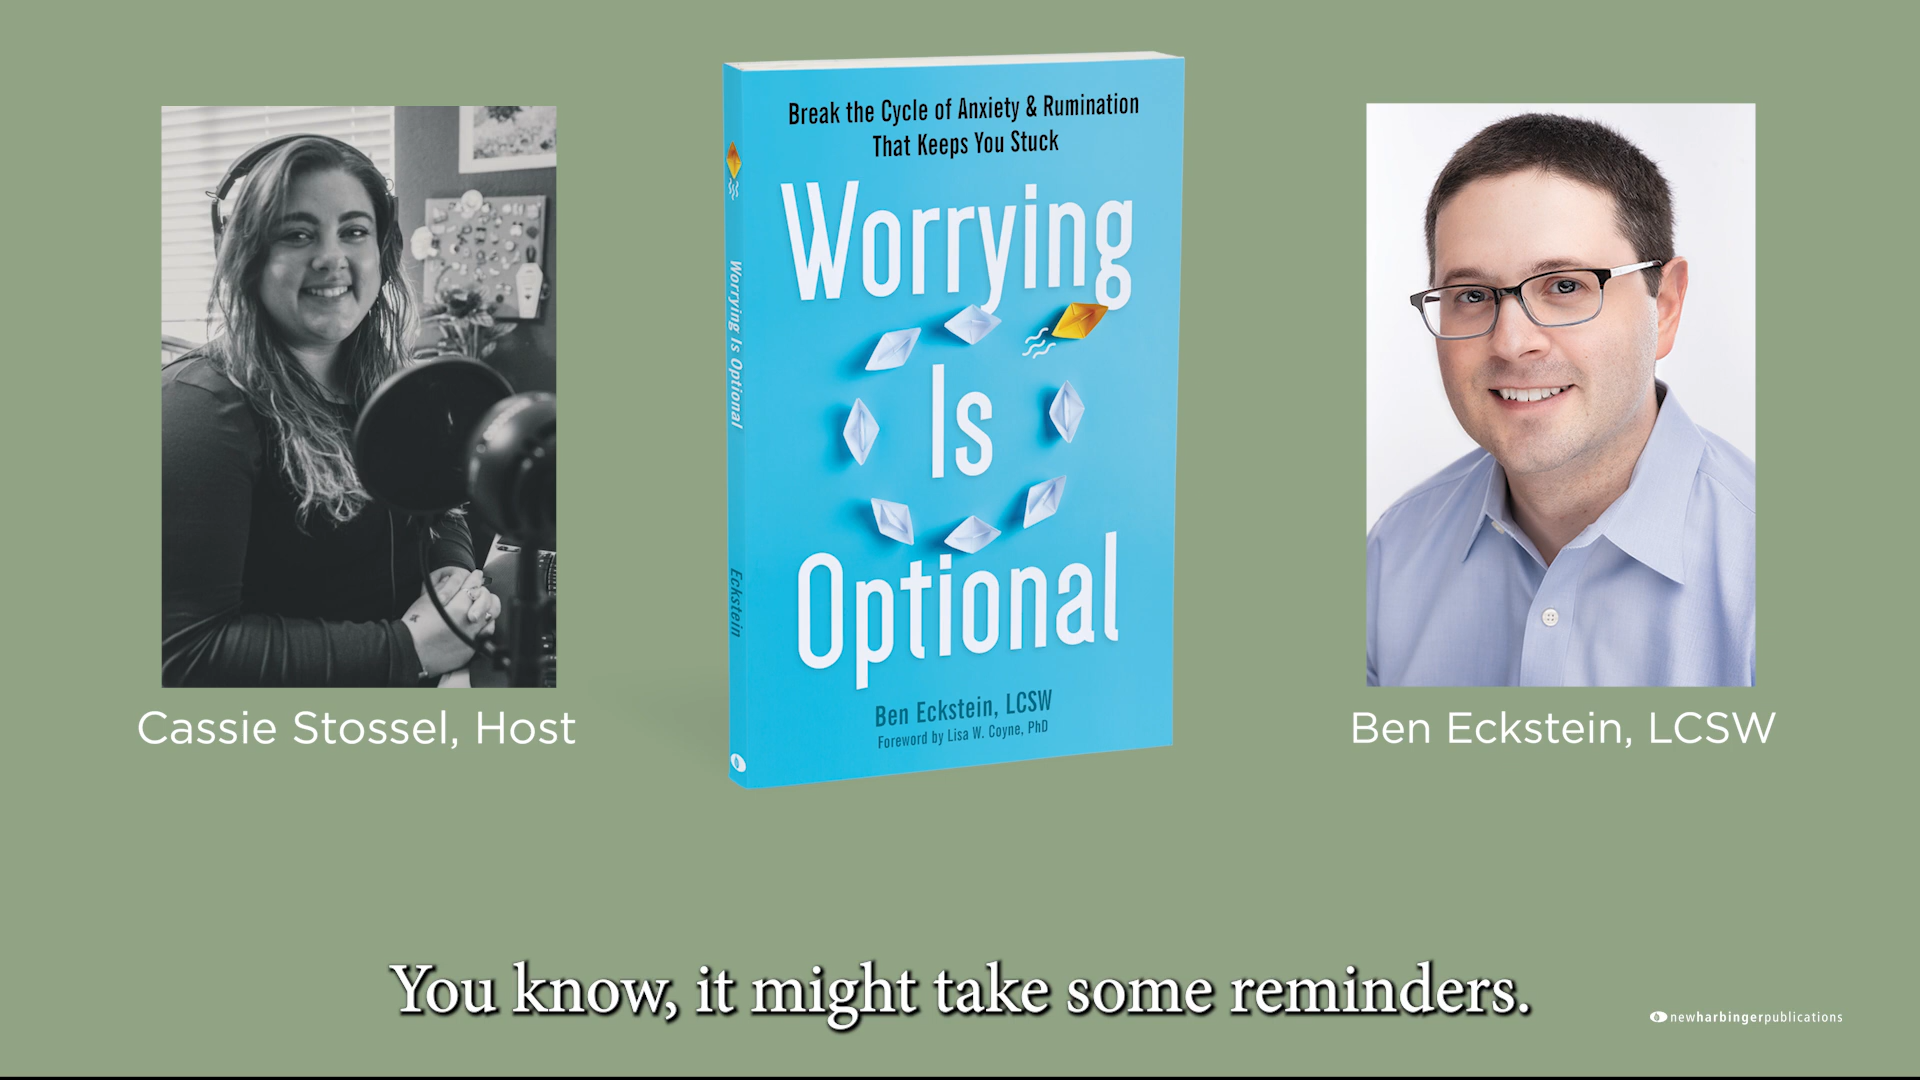 Break the Cycle of Anxiety & Rumination
That Keeps You Stuck
Worrying
Is
Optional
Ben Eckstein, LCSW
Foreword by Lisa W. Coyne, PhD
Worrying Is Optional
Eckstein
Cassie Stossel, Host
Ben Eckstein, LCSW
You know, it might take some reminders.
newharbingerpublications